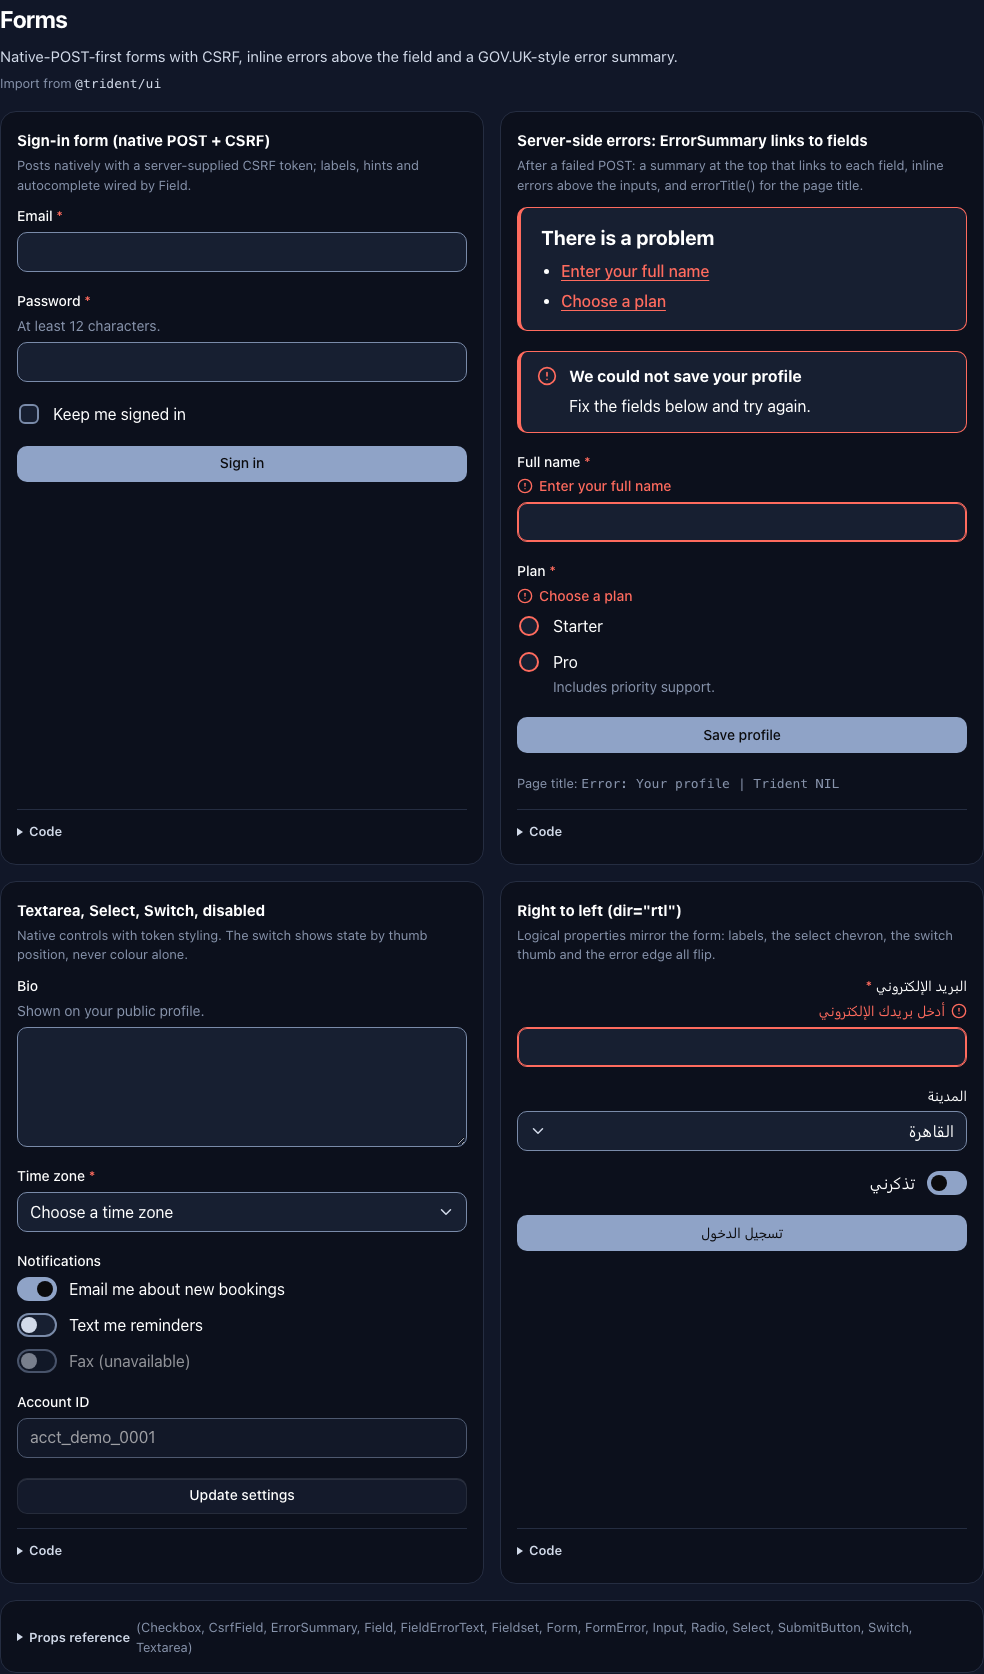 Forms
Native-POST-first forms with CSRF, inline errors above the field and a GOV.UK-style error summary.
Import from @trident/ui
Sign-in form (native POST + CSRF)
Posts natively with a server-supplied CSRF token; labels, hints and
autocomplete wired by Field.
Email *
Password *
At least 12 characters.
Keep me signed in
Sign in
Code
Server-side errors: ErrorSummary links to fields
After a failed POST: a summary at the top that links to each field, inline
errors above the inputs, and errorTitle() for the page title.
There is a problem
• Enter your full name
• Choose a plan
We could not save your profile
Fix the fields below and try again.
Full name *
Enter your full name
Plan *
Choose a plan
Starter
Pro
Includes priority support.
Save profile
Page title: Error: Your profile | Trident NIL
Code
Textarea, Select, Switch, disabled
Native controls with token styling. The switch shows state by thumb
position, never colour alone.
Bio
Shown on your public profile.
Time zone *
Choose a time zone
Notifications
Email me about new bookings
Text me reminders
Fax (unavailable)
Account ID
acct_demo_0001
Update settings
Code
Right to left (dir="rtl")
Logical properties mirror the form: labels, the select chevron, the switch
thumb and the error edge all flip.
البريد الإلكتروني *
أدخل بريدك الإلكتروني
المدينة
القاهرة
تذكرني
تسجيل الدخول
Code
Props reference (Checkbox, CsrfField, ErrorSummary, Field, FieldErrorText, Fieldset, Form, FormError, Input, Radio, Select, SubmitButton, Switch,
Textarea)